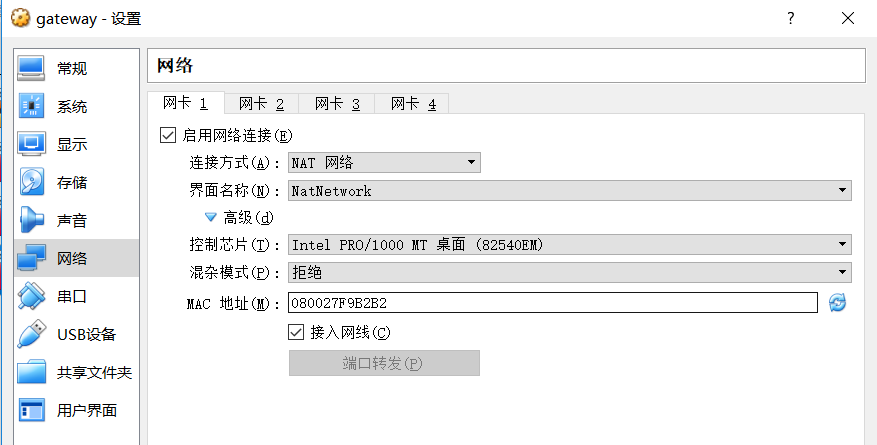 gateway - 设置
?
常规
系统
显示
存储
声音
网络
串口
USB设备
共享文件夹
用户界面
网络
网卡 1 网卡 2 网卡 3 网卡 4
启用网络连接(E)
连接方式(A): NAT 网络
界面名称(N): NatNetwork
高级(d)
控制芯片(T): Intel PRO/1000 MT 桌面 (82540EM)
混杂模式(P): 拒绝
MAC 地址(M): 080027F9B2B2
接入网线(C)
端口转发(P)